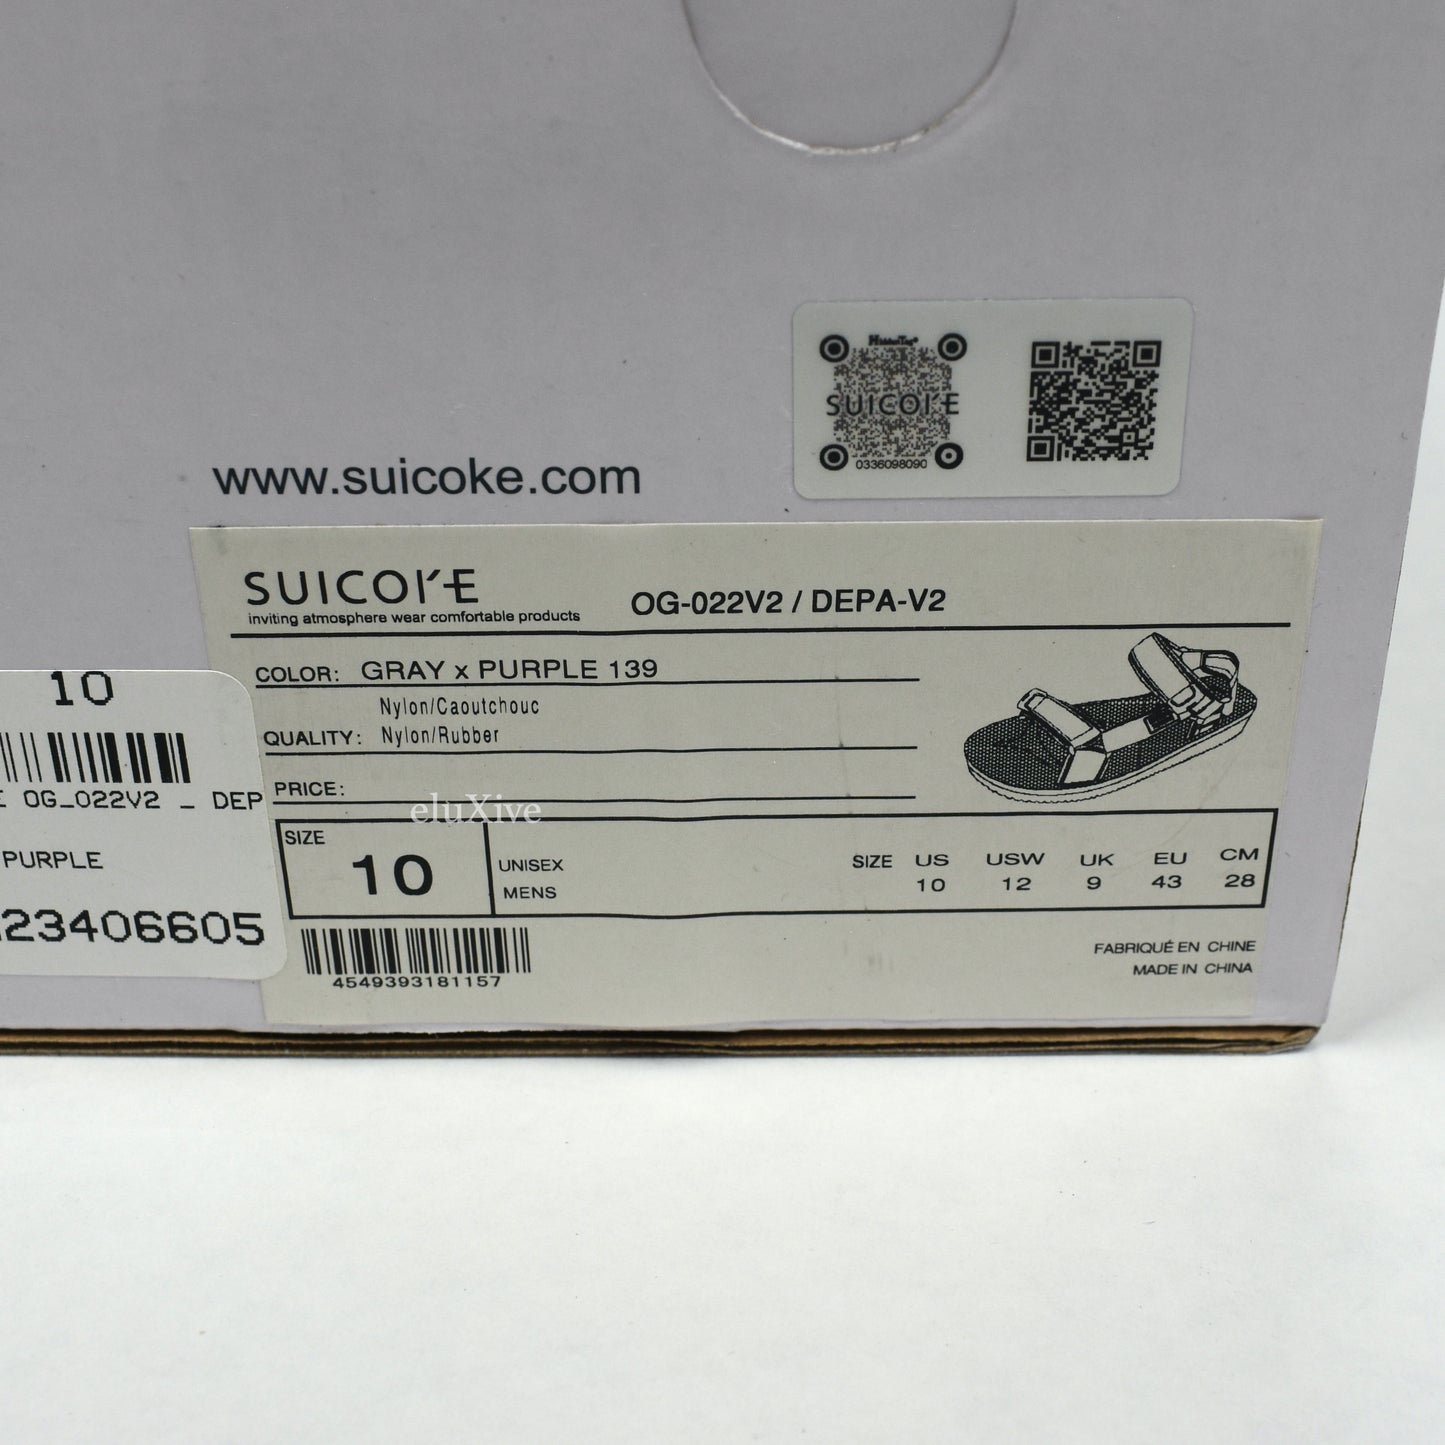 HiddenTag®
SUICOKE
0336098090
www.suicoke.com
SUICOKE
inviting atmosphere wear comfortable products
OG-022V2 / DEPA-V2
COLOR: GRAY x PURPLE 139
Nylon/Caoutchouc
QUALITY: Nylon/Rubber
PRICE:
SIZE
10
UNISEX
MENS
SIZE US USW UK EU CM
10 12 9 43 28
4549393181157
FABRIQUÉ EN CHINE
MADE IN CHINA
10
E OG_022V2 _ DEP
PURPLE
23406605
eluXive